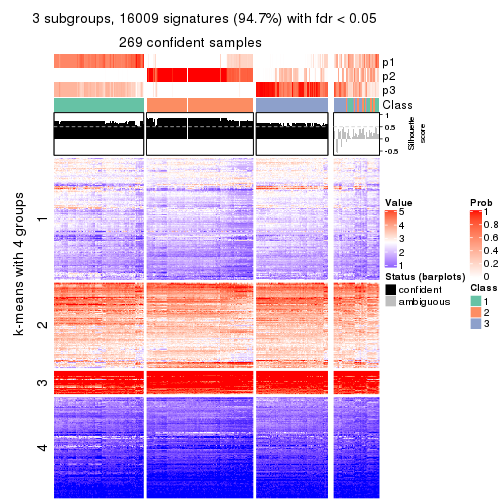 3 subgroups, 16009 signatures (94.7%) with fdr < 0.05
269 confident samples
p1
p2
p3
Class
1
0.5
0
-0.5
Silhouette
score
k-means with 4 groups
1
2
3
4
Value
5
4
3
2
1
Status (barplots)
confident
ambiguous
Prob
1
0.8
0.6
0.4
0.2
0
Class
1
2
3